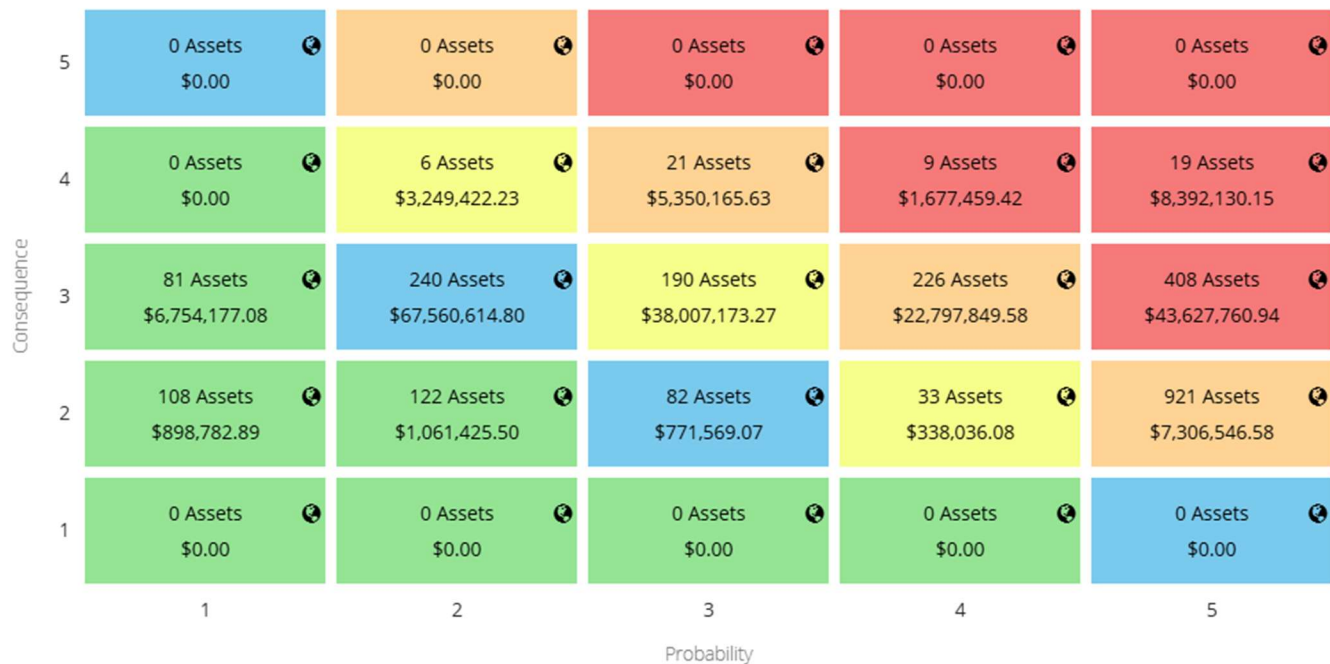 5
0 Assets
$0.00
0 Assets
$0.00
0 Assets
$0.00
0 Assets
$0.00
0 Assets
$0.00
4
0 Assets
$0.00
6 Assets
$3,249,422.23
21 Assets
$5,350,165.63
9 Assets
$1,677,459.42
19 Assets
$8,392,130.15
Consequence
3
81 Assets
$6,754,177.08
240 Assets
$67,560,614.80
190 Assets
$38,007,173.27
226 Assets
$22,797,849.58
408 Assets
$43,627,760.94
2
108 Assets
$898,782.89
122 Assets
$1,061,425.50
82 Assets
$771,569.07
33 Assets
$338,036.08
921 Assets
$7,306,546.58
1
0 Assets
$0.00
0 Assets
$0.00
0 Assets
$0.00
0 Assets
$0.00
0 Assets
$0.00
1
2
3
4
5
Probability